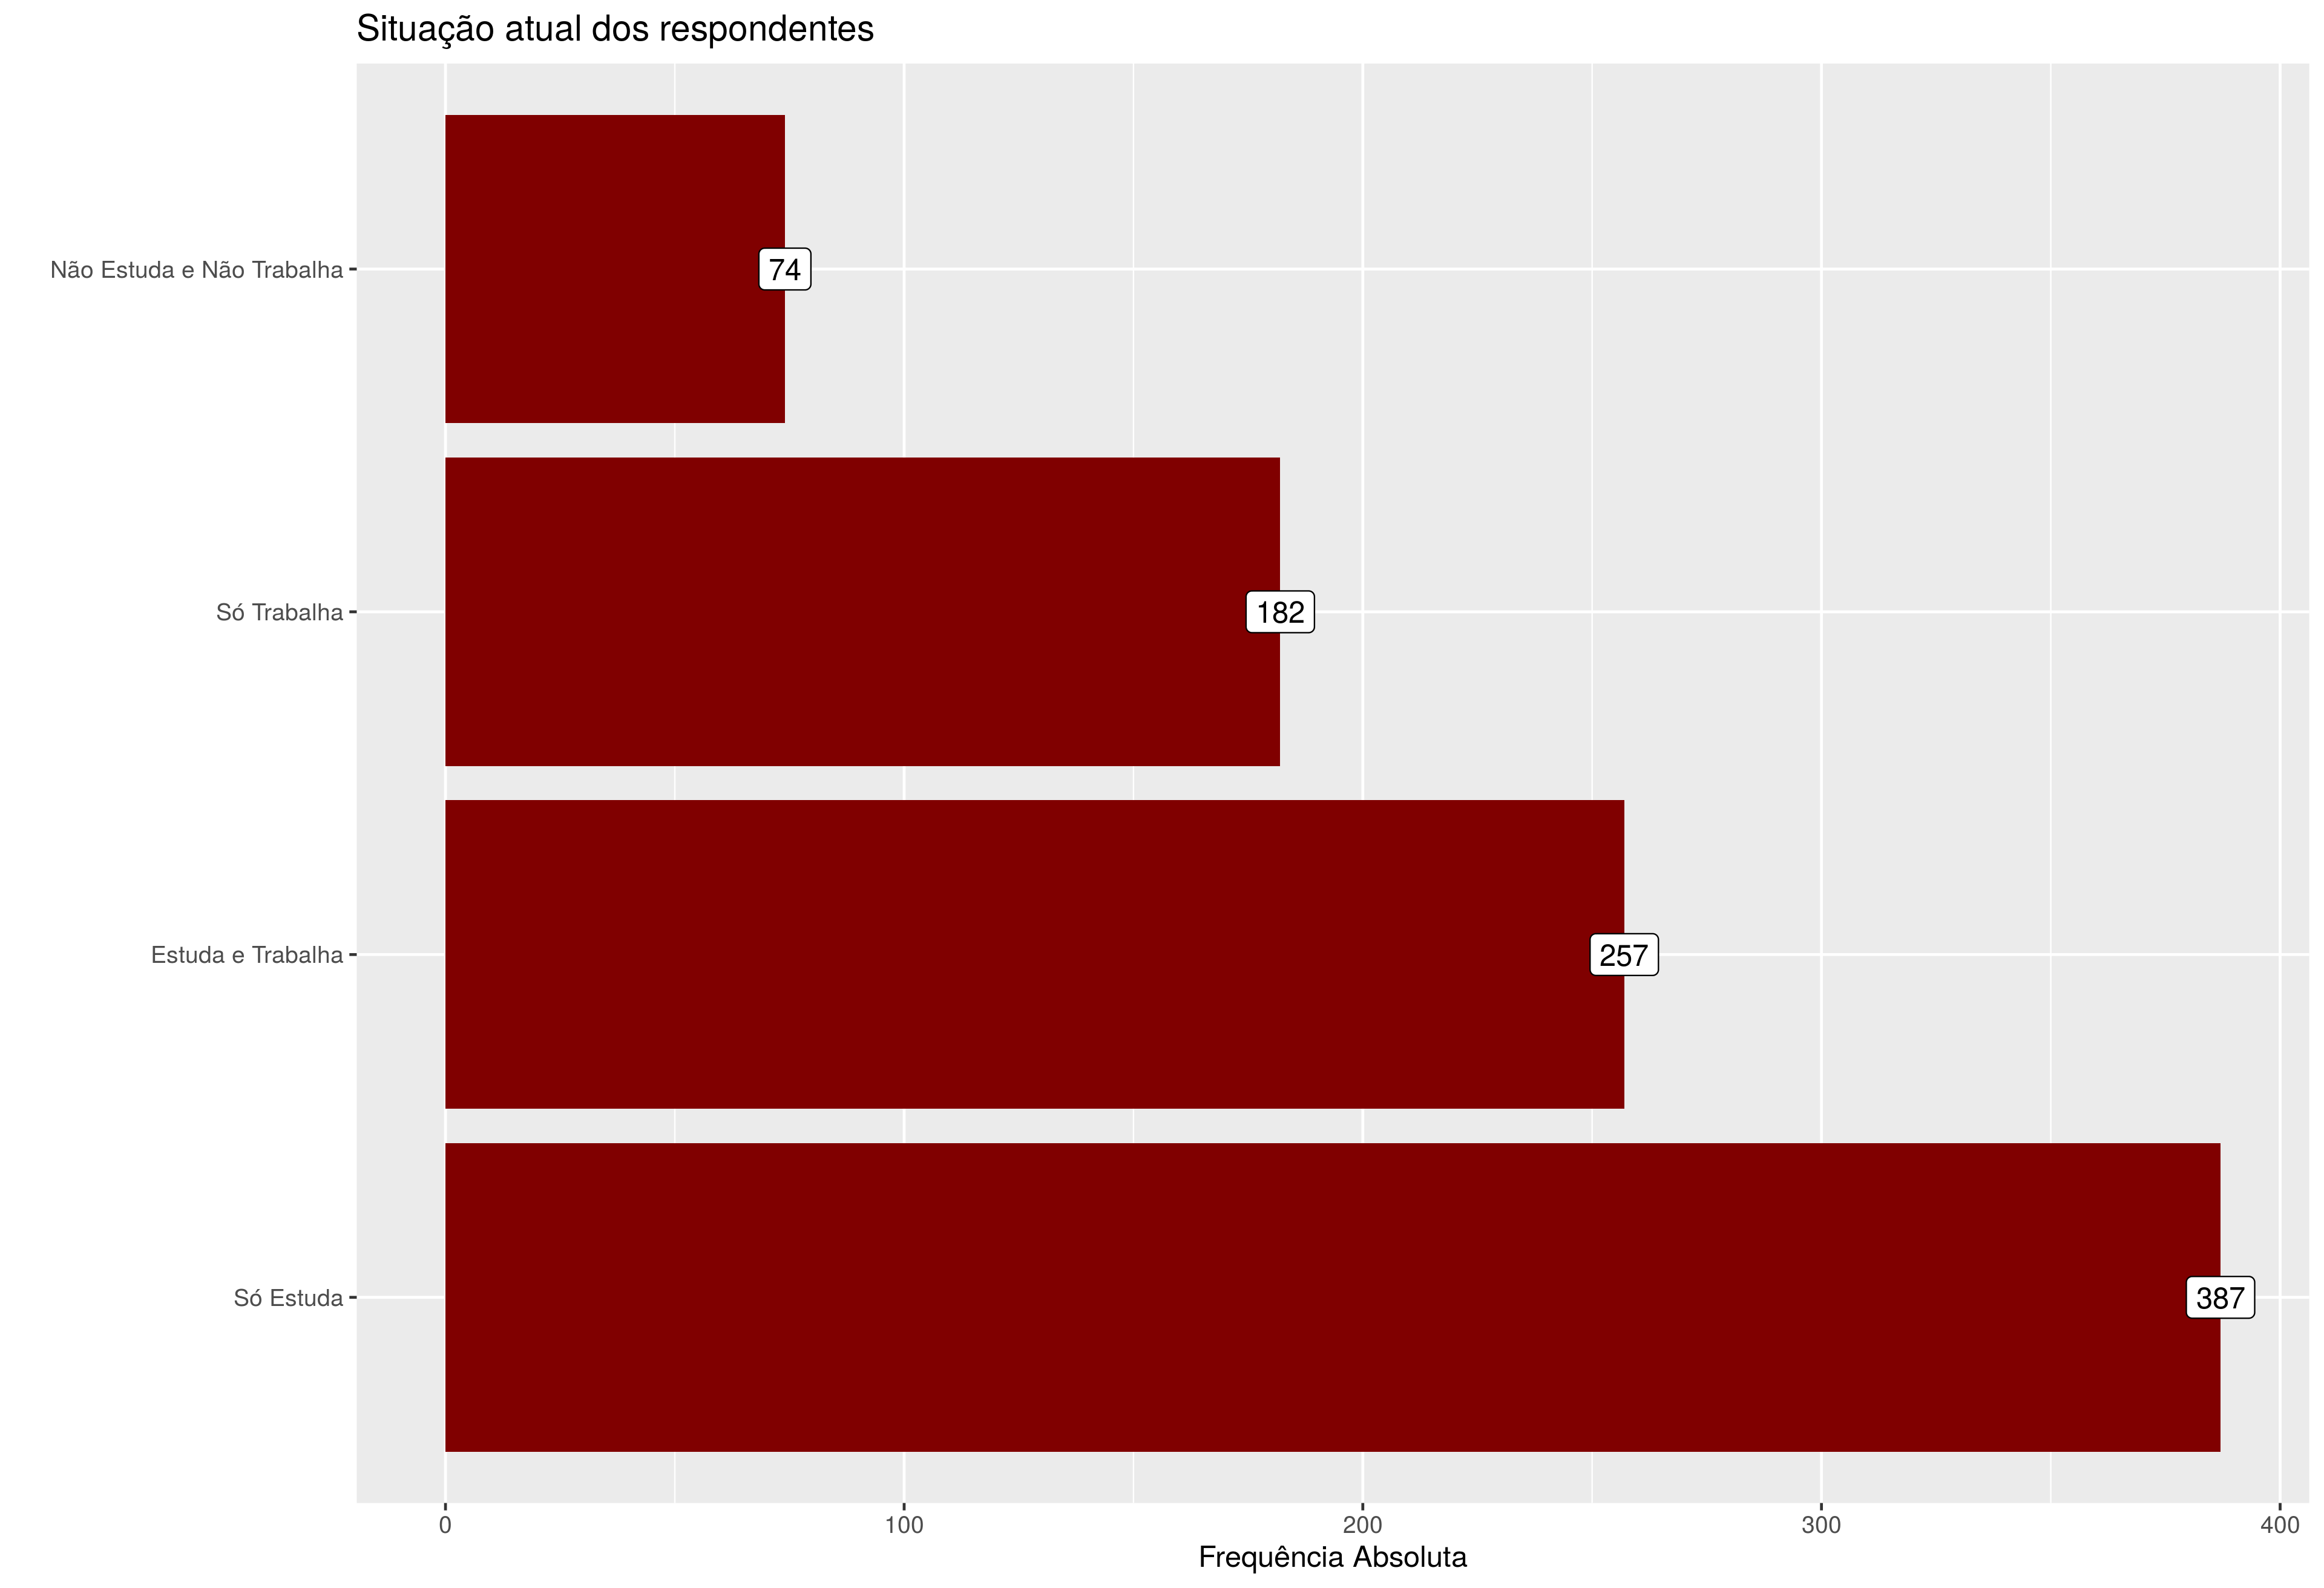 Situação atual dos respondentes
Não Estuda e Não Trabalha
74
Só Trabalha
182
Estuda e Trabalha
257
Só Estuda
387
0 100 200 300 400
Frequência Absoluta